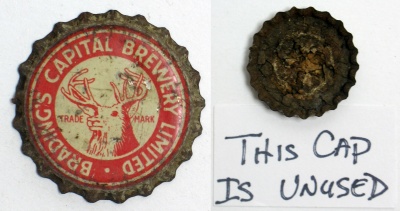 BRADING'S CAPITAL BREWERY LIMITED.
TRADE MARK
THIS CAP
IS UNUSED